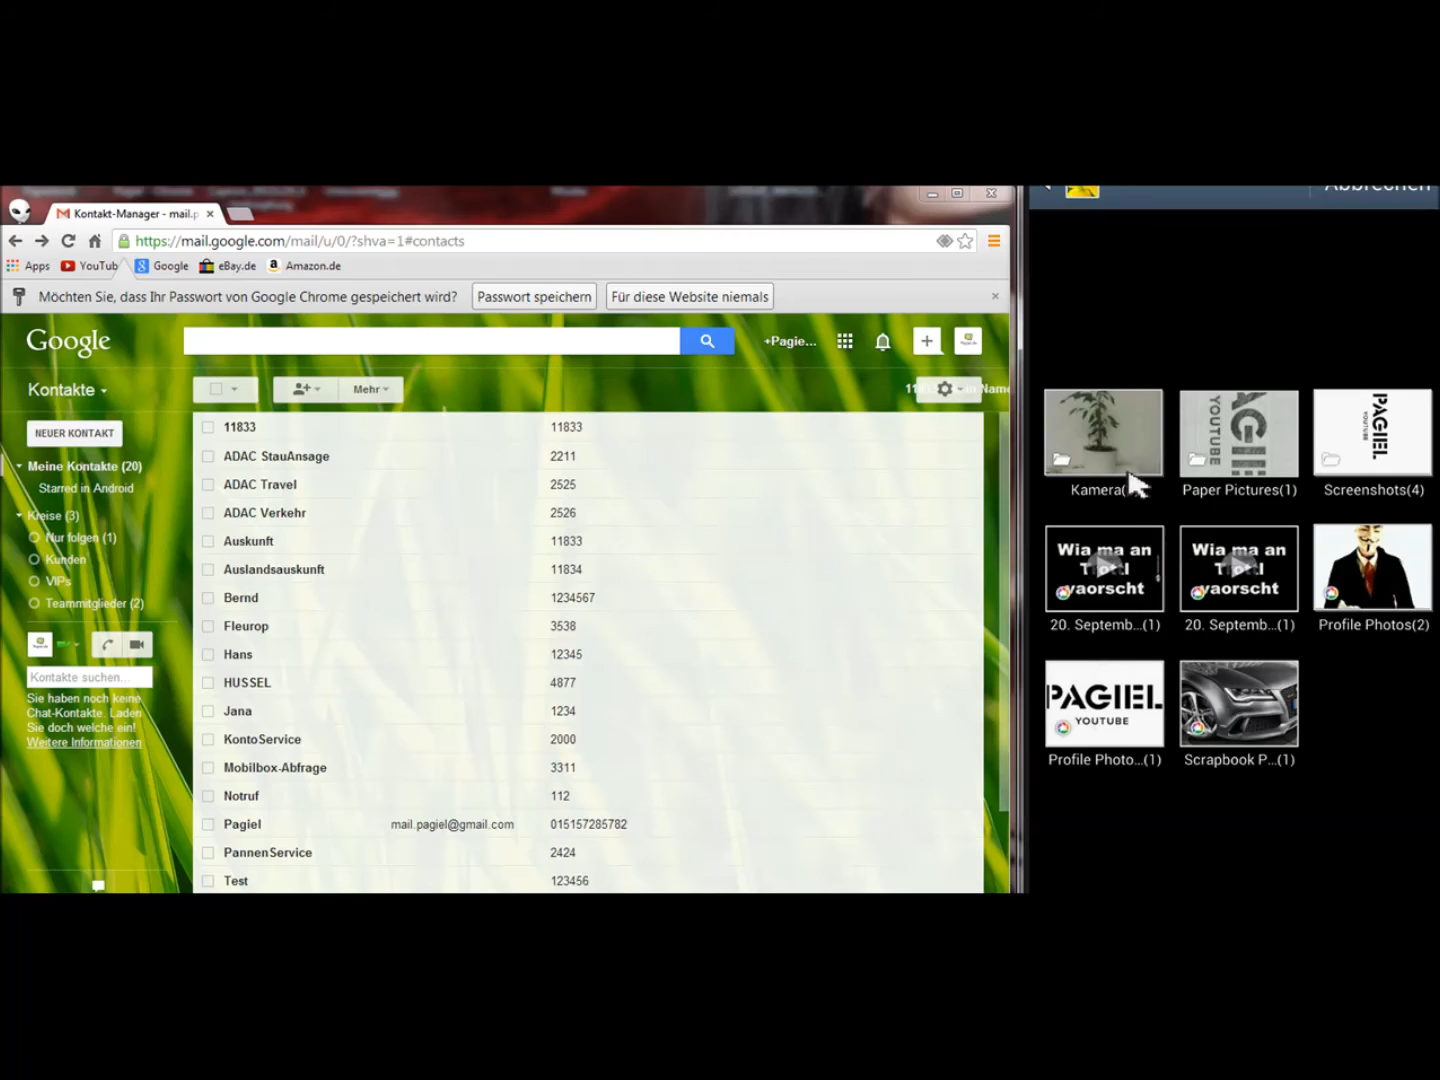 Kontakt-Manager - mail.p
https://mail.google.com/mail/u/0/?shva=1#contacts
Apps YouTub Google eBay.de Amazon.de
Möchten Sie, dass Ihr Passwort von Google Chrome gespeichert wird? Passwort speichern Für diese Website niemals
Google
+Pagie...
Kontakte
Mehr
NEUER KONTAKT
Meine Kontakte (20)
Starred in Android
Kreise (3)
Nur folgen (1)
Kunden
VIPs
Teammitglieder (2)
Kontakte suchen...
Sie haben noch keine
Chat-Kontakte. Laden
Sie doch welche ein!
Weitere Informationen
11833 11833
ADAC StauAnsage 2211
ADAC Travel 2525
ADAC Verkehr 2526
Auskunft 11833
Auslandsauskunft 11834
Bernd 1234567
Fleurop 3538
Hans 12345
HUSSEL 4877
Jana 1234
KontoService 2000
Mobilbox-Abfrage 3311
Notruf 112
Pagiel mail.pagiel@gmail.com 015157285782
PannenService 2424
Test 123456
Abbrechen
YOUTUBE
PAGIEL
YOUTUBE
Kamera( Paper Pictures(1) Screenshots(4)
Wia ma an
Trottl
vaorscht
Wia ma an
Trottl
vaorscht
20. Septemb...(1) 20. Septemb...(1) Profile Photos(2)
PAGIEL
YOUTUBE
Profile Photo...(1) Scrapbook P...(1)